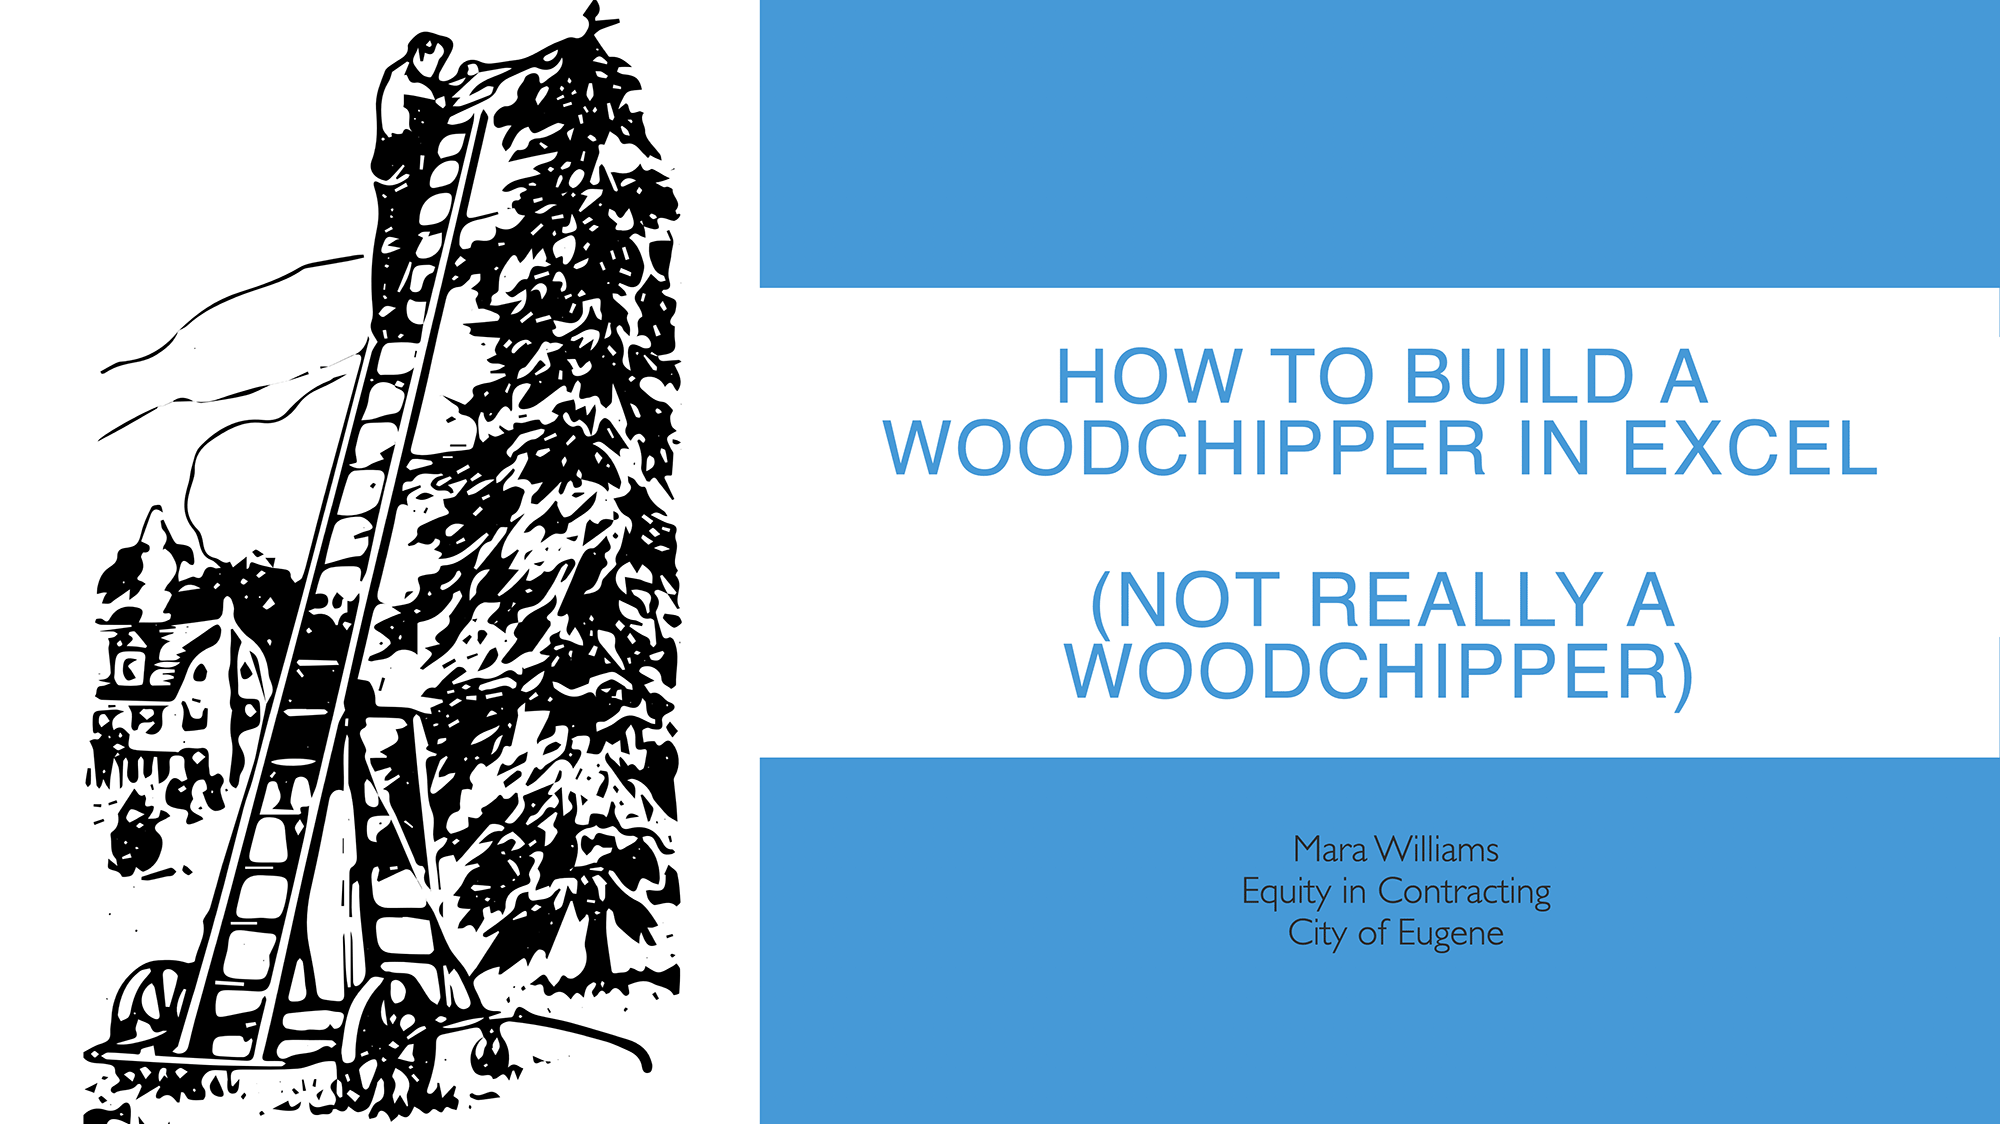 HOW TO BUILD A
WOODCHIPPER IN EXCEL
(NOT REALLY A
WOODCHIPPER)
Mara Williams
Equity in Contracting
City of Eugene